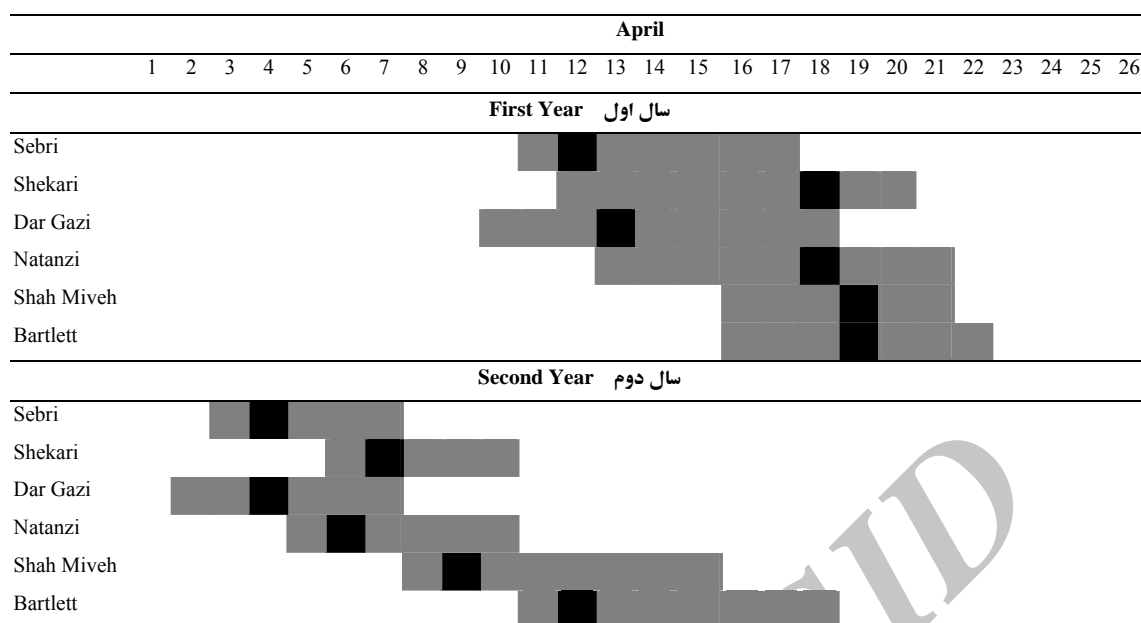 April
1 2 3 4 5 6 7 8 9 10 11 12 13 14 15 16 17 18 19 20 21 22 23 24 25 26
First Year سال اول
Sebri
Shekari
Dar Gazi
Natanzi
Shah Miveh
Bartlett
Second Year سال دوم
Sebri
Shekari
Dar Gazi
Natanzi
Shah Miveh
Bartlett